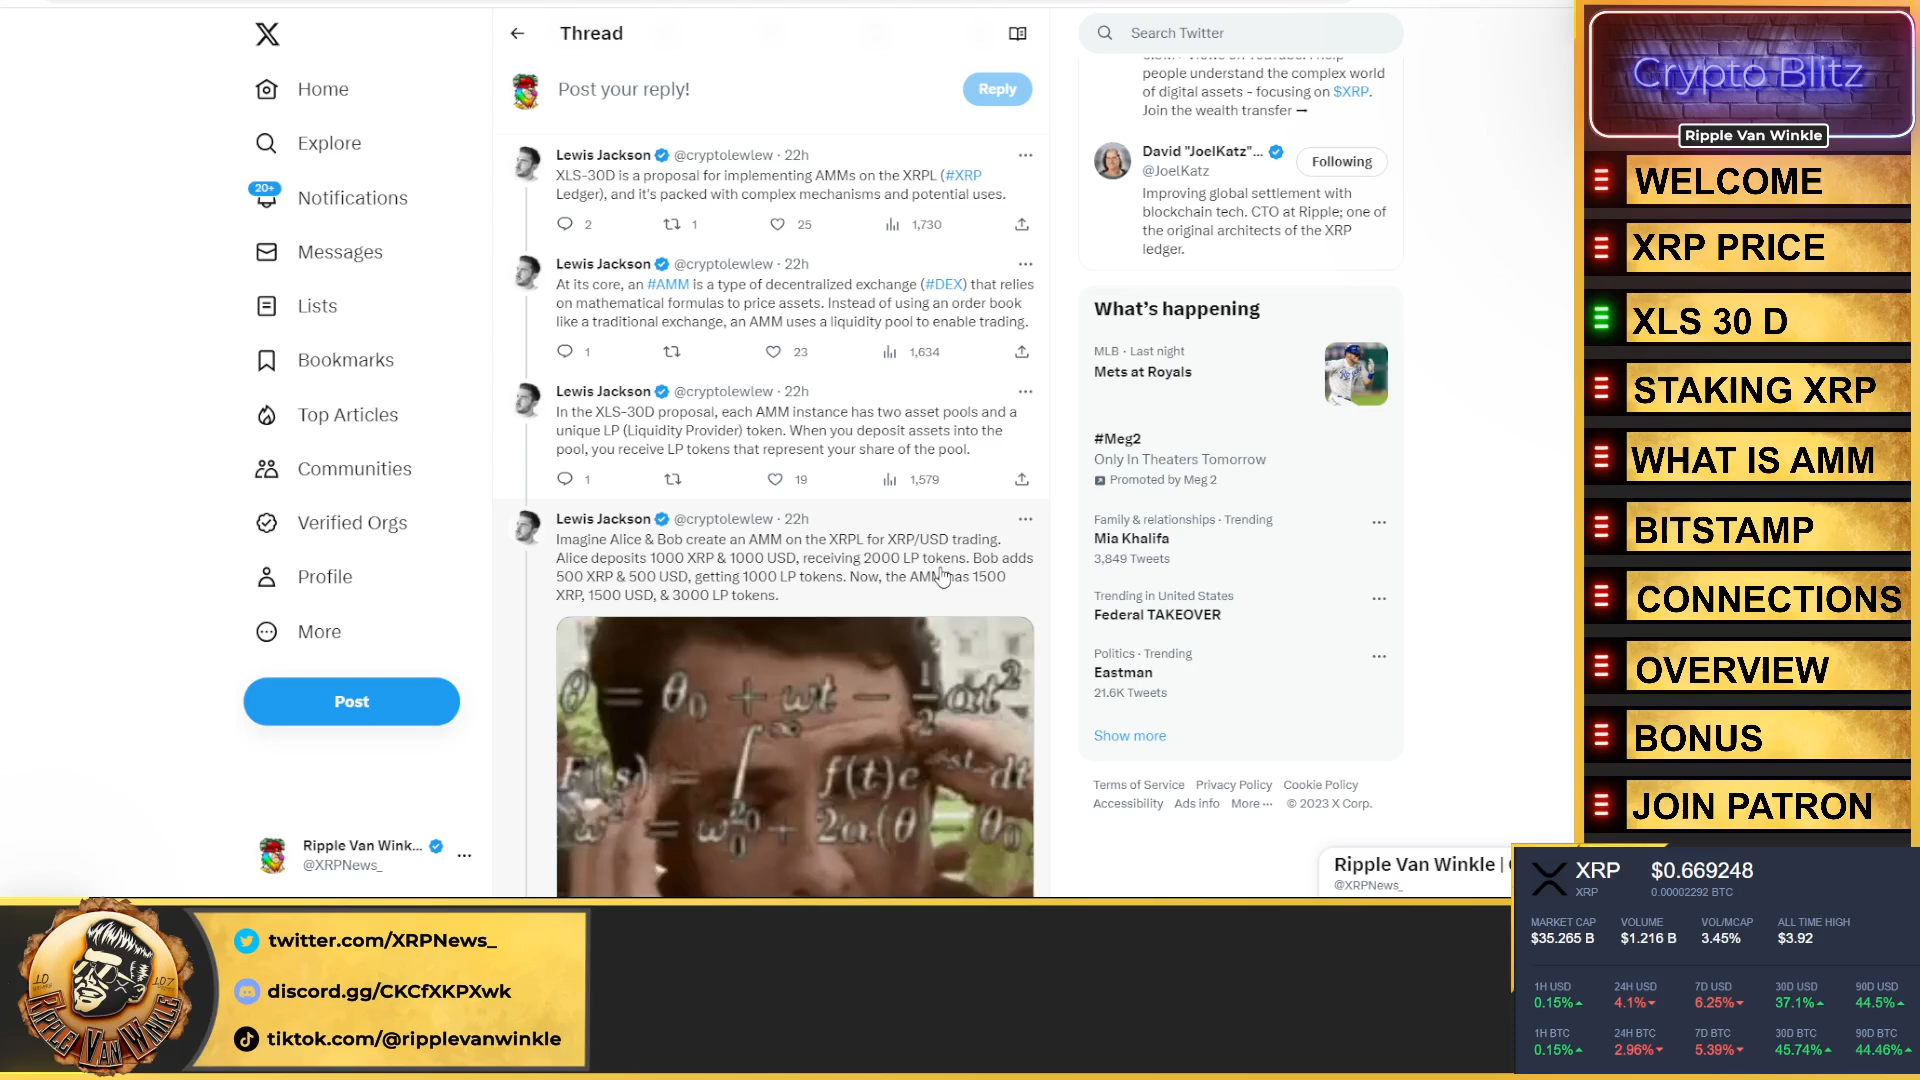 Home
Explore
20+
Notifications
Messages
Lists
Bookmarks
Top Articles
Communities
Verified Orgs
Profile
More
Post
Ripple Van Wink...
@XRPNews_
Thread
Post your reply!
Reply
Lewis Jackson @cryptolewlew · 22h
XLS-30D is a proposal for implementing AMMs on the XRPL (#XRP
Ledger), and it's packed with complex mechanisms and potential uses.
2 1 25 1,730
Lewis Jackson @cryptolewlew · 22h
At its core, an #AMM is a type of decentralized exchange (#DEX) that relies
on mathematical formulas to price assets. Instead of using an order book
like a traditional exchange, an AMM uses a liquidity pool to enable trading.
1 23 1,634
Lewis Jackson @cryptolewlew · 22h
In the XLS-30D proposal, each AMM instance has two asset pools and a
unique LP (Liquidity Provider) token. When you deposit assets into the
pool, you receive LP tokens that represent your share of the pool.
1 19 1,579
Lewis Jackson @cryptolewlew · 22h
Imagine Alice & Bob create an AMM on the XRPL for XRP/USD trading.
Alice deposits 1000 XRP & 1000 USD, receiving 2000 LP tokens. Bob adds
500 XRP & 500 USD, getting 1000 LP tokens. Now, the AMM has 1500
XRP, 1500 USD, & 3000 LP tokens.
Search Twitter
people understand the complex world
of digital assets - focusing on $XRP.
Join the wealth transfer
David "JoelKatz"...
@JoelKatz
Following
Improving global settlement with
blockchain tech. CTO at Ripple; one of
the original architects of the XRP
ledger.
What's happening
MLB · Last night
Mets at Royals
#Meg2
Only In Theaters Tomorrow
Promoted by Meg 2
Family & relationships · Trending
Mia Khalifa
3,849 Tweets
Trending in United States
Federal TAKEOVER
Politics · Trending
Eastman
21.6K Tweets
Show more
Terms of Service Privacy Policy Cookie Policy
Accessibility Ads info More ··· © 2023 X Corp.
Ripple Van Winkle |
@XRPNews_
Crypto Blitz
Ripple Van Winkle
WELCOME
XRP PRICE
XLS 30 D
STAKING XRP
WHAT IS AMM
BITSTAMP
CONNECTIONS
OVERVIEW
BONUS
JOIN PATRON
XRP $0.669248
XRP 0.00002292 BTC
MARKET CAP VOLUME VOL/MCAP ALL TIME HIGH
$35.265 B $1.216 B 3.45% $3.92
1H USD 24H USD 7D USD 30D USD 90D USD
0.15% 4.1% 6.25% 37.1% 44.5%
1H BTC 24H BTC 7D BTC 30D BTC 90D BTC
0.15% 2.96% 5.39% 45.74% 44.46%
RIPPLE VAN WINKLE
twitter.com/XRPNews_
discord.gg/CKCfXKPXwk
tiktok.com/@ripplevanwinkle